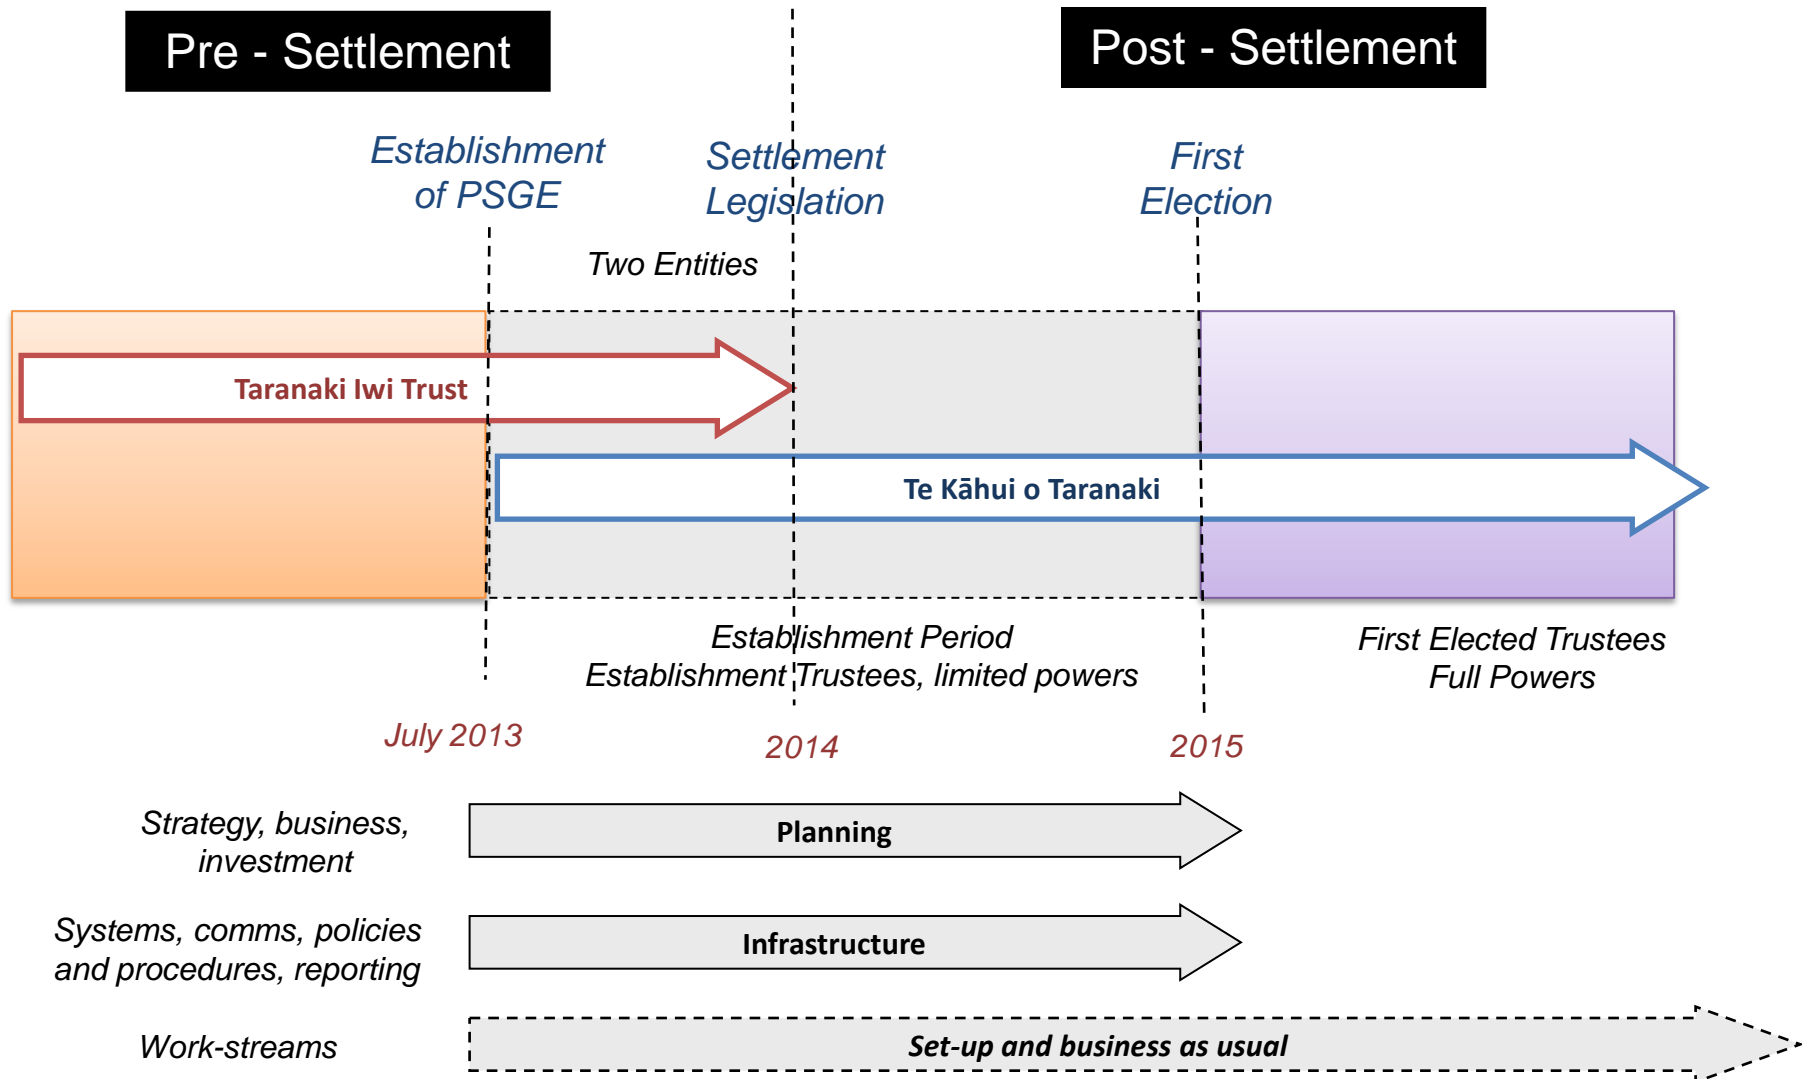 Pre - Settlement
Post - Settlement
Establishment
of PSGE
Settlement
Legislation
First
Election
Two Entities
Taranaki Iwi Trust
Te Kāhui o Taranaki
Establishment Period
Establishment Trustees, limited powers
First Elected Trustees
Full Powers
July 2013
2014
2015
Strategy, business,
investment
Planning
Systems, comms, policies
and procedures, reporting
Infrastructure
Work-streams
Set-up and business as usual